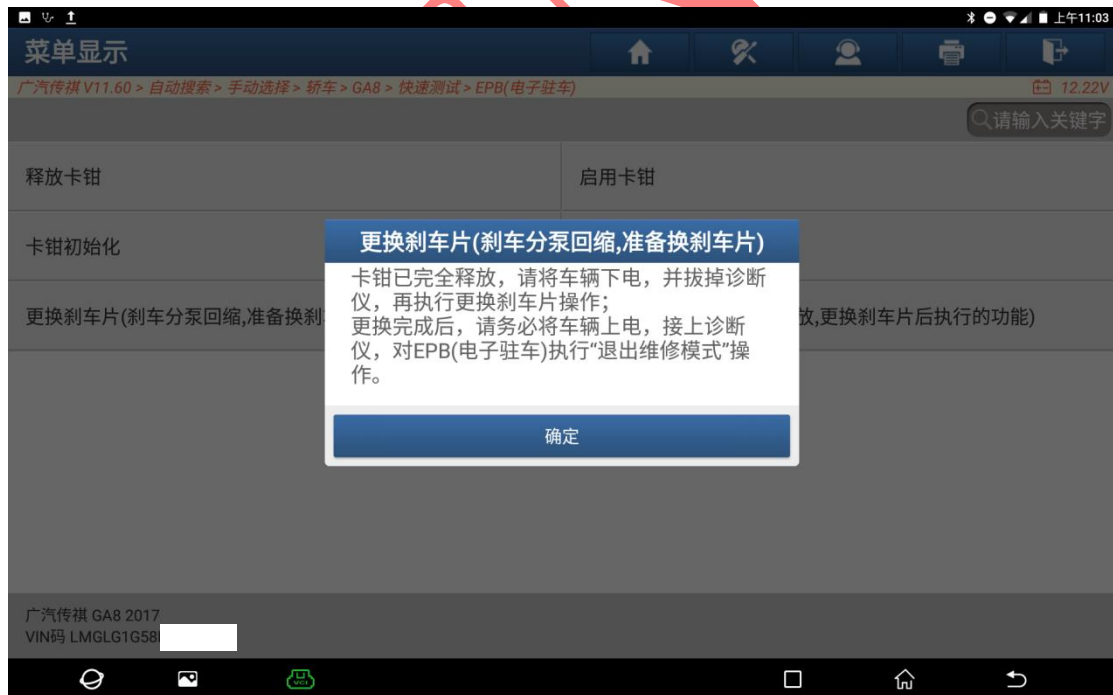 上午11:03
菜单显示
广汽传祺 V11.60 > 自动搜索 > 手动选择 > 轿车 > GA8 > 快速测试 > EPB(电子驻车)
12.22V
请输入关键字
释放卡钳
启用卡钳
卡钳初始化
更换刹车片(刹车分泵回缩,准备换刹
,更换刹车片后执行的功能)
更换刹车片(刹车分泵回缩,准备换刹车片)
卡钳已完全释放，请将车辆下电，并拔掉诊断
仪，再执行更换刹车片操作；
更换完成后，请务必将车辆上电，接上诊断
仪，对EPB(电子驻车)执行“退出维修模式”操
作。
确定
广汽传祺 GA8 2017
VIN码 LMGLG1G58
VCI